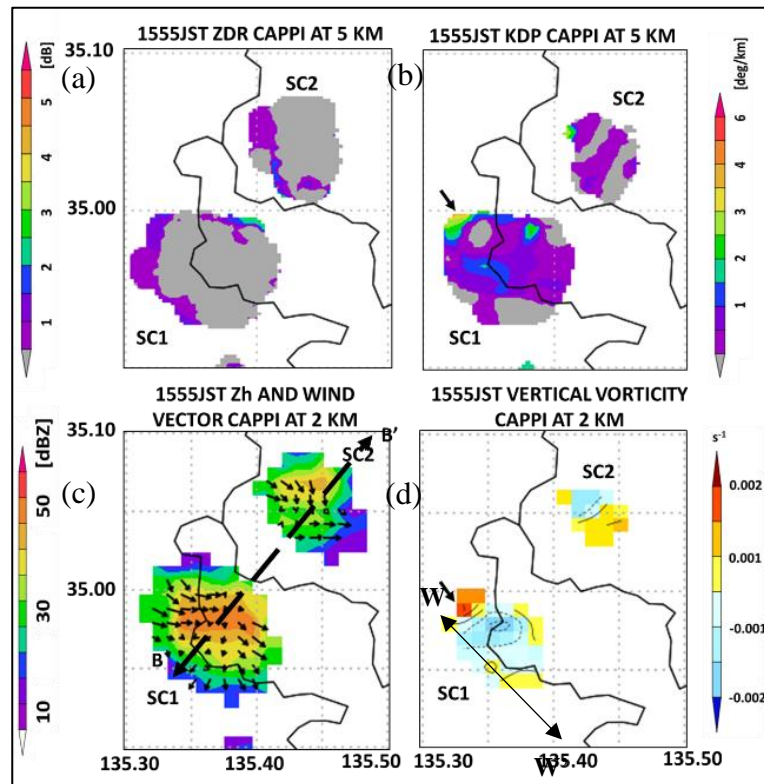 1555JST ZDR CAPPI AT 5 KM
1555JST KDP CAPPI AT 5 KM
[dB]
5
4
3
2
1
35.10
35.00
(a)
SC2
SC1
(b)
SC2
SC1
[deg/km]
6
5
4
3
2
1
1555JST Zh AND WIND
VECTOR CAPPI AT 2 KM
1555JST VERTICAL VORTICITY
CAPPI AT 2 KM
[dBZ]
50
30
10
35.10
35.00
(c)
B'
SC2
B
SC1
135.30
135.40
135.50
(d)
SC2
W
SC1
W'
135.30
135.40
135.50
s⁻¹
0.002
0.001
-0.001
-0.002